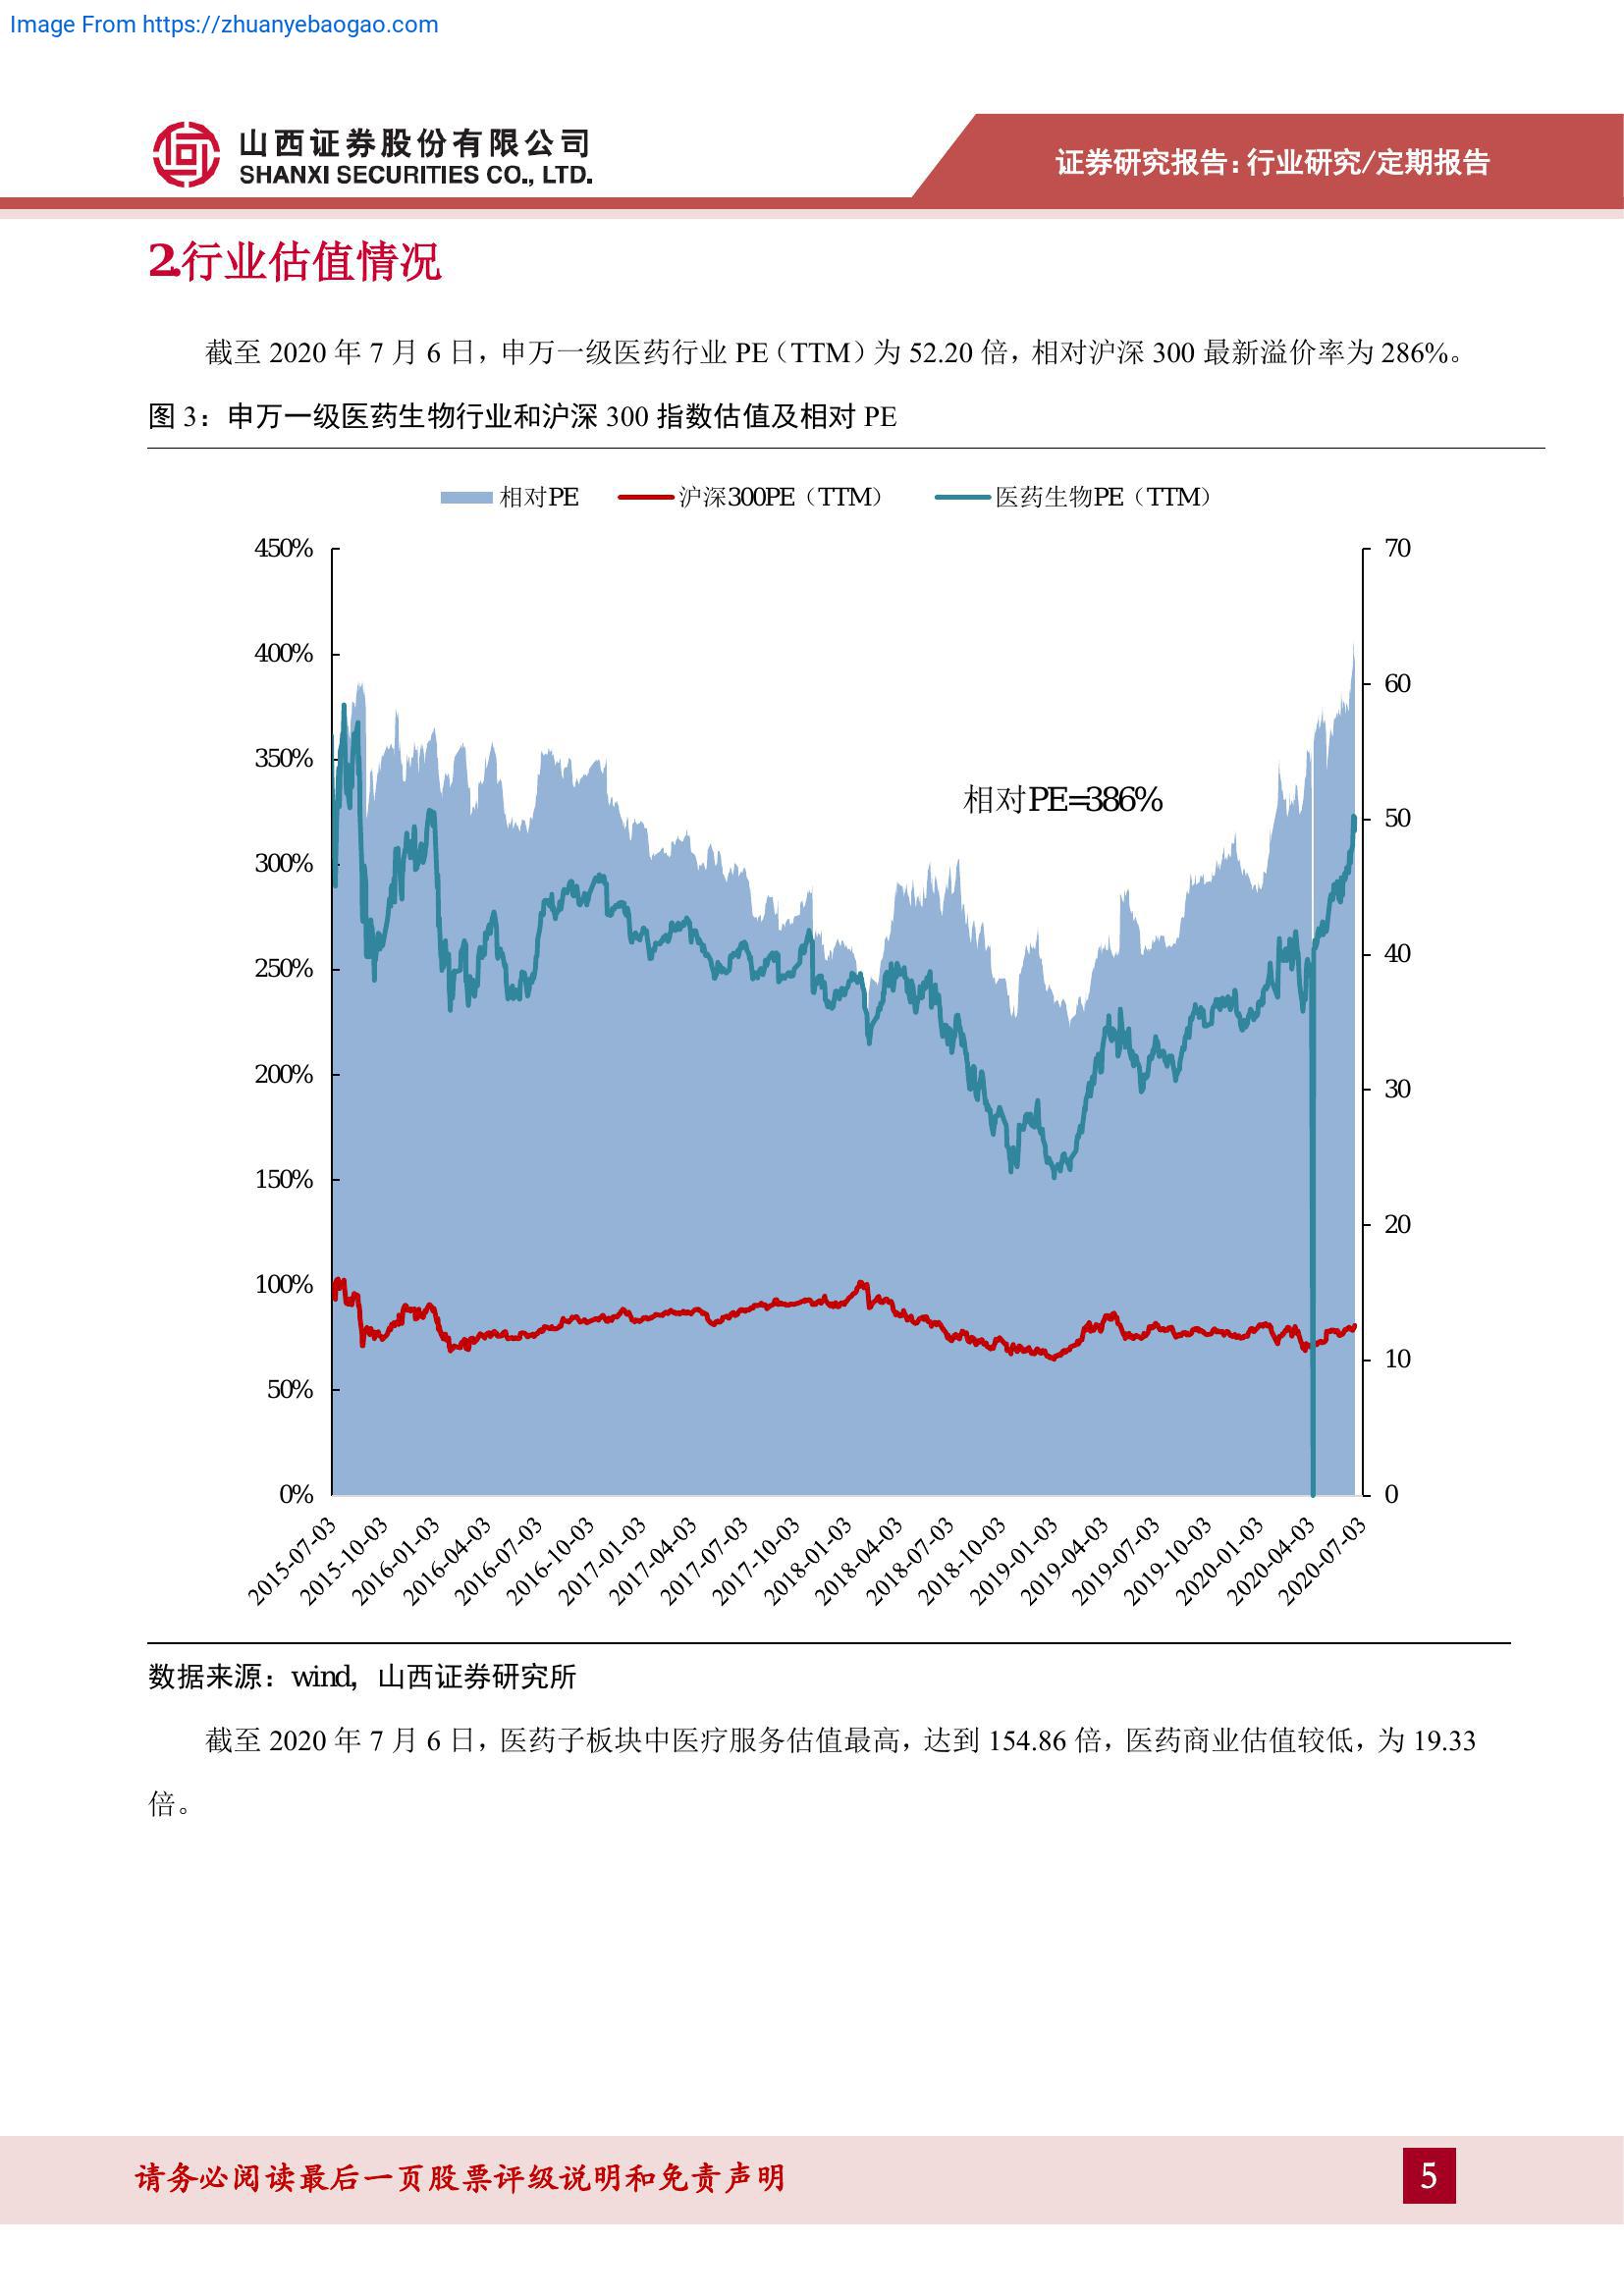 Image From https://zhuanyebaogao.com
山西证券股份有限公司
SHANXI SECURITIES CO., LTD.
证券研究报告：行业研究/定期报告
2.行业估值情况
截至 2020 年 7 月 6 日，申万一级医药行业 PE（TTM）为 52.20 倍，相对沪深 300 最新溢价率为 286%。
图 3：申万一级医药生物行业和沪深 300 指数估值及相对 PE
相对PE 沪深300PE（TTM） 医药生物PE（TTM）
450% 70
400%
60
350%
相对PE=386%
50
300%
250% 40
200%
30
150%
20
100%
10
50%
0% 0
2015-07-03 2015-10-03 2016-01-03 2016-04-03 2016-07-03 2016-10-03 2017-01-03 2017-04-03 2017-07-03 2017-10-03 2018-01-03 2018-04-03 2018-07-03 2018-10-03 2019-01-03 2019-04-03 2019-07-03 2019-10-03 2020-01-03 2020-04-03 2020-07-03
数据来源：wind，山西证券研究所
截至 2020 年 7 月 6 日，医药子板块中医疗服务估值最高，达到 154.86 倍，医药商业估值较低，为 19.33
倍。
请务必阅读最后一页股票评级说明和免责声明
5